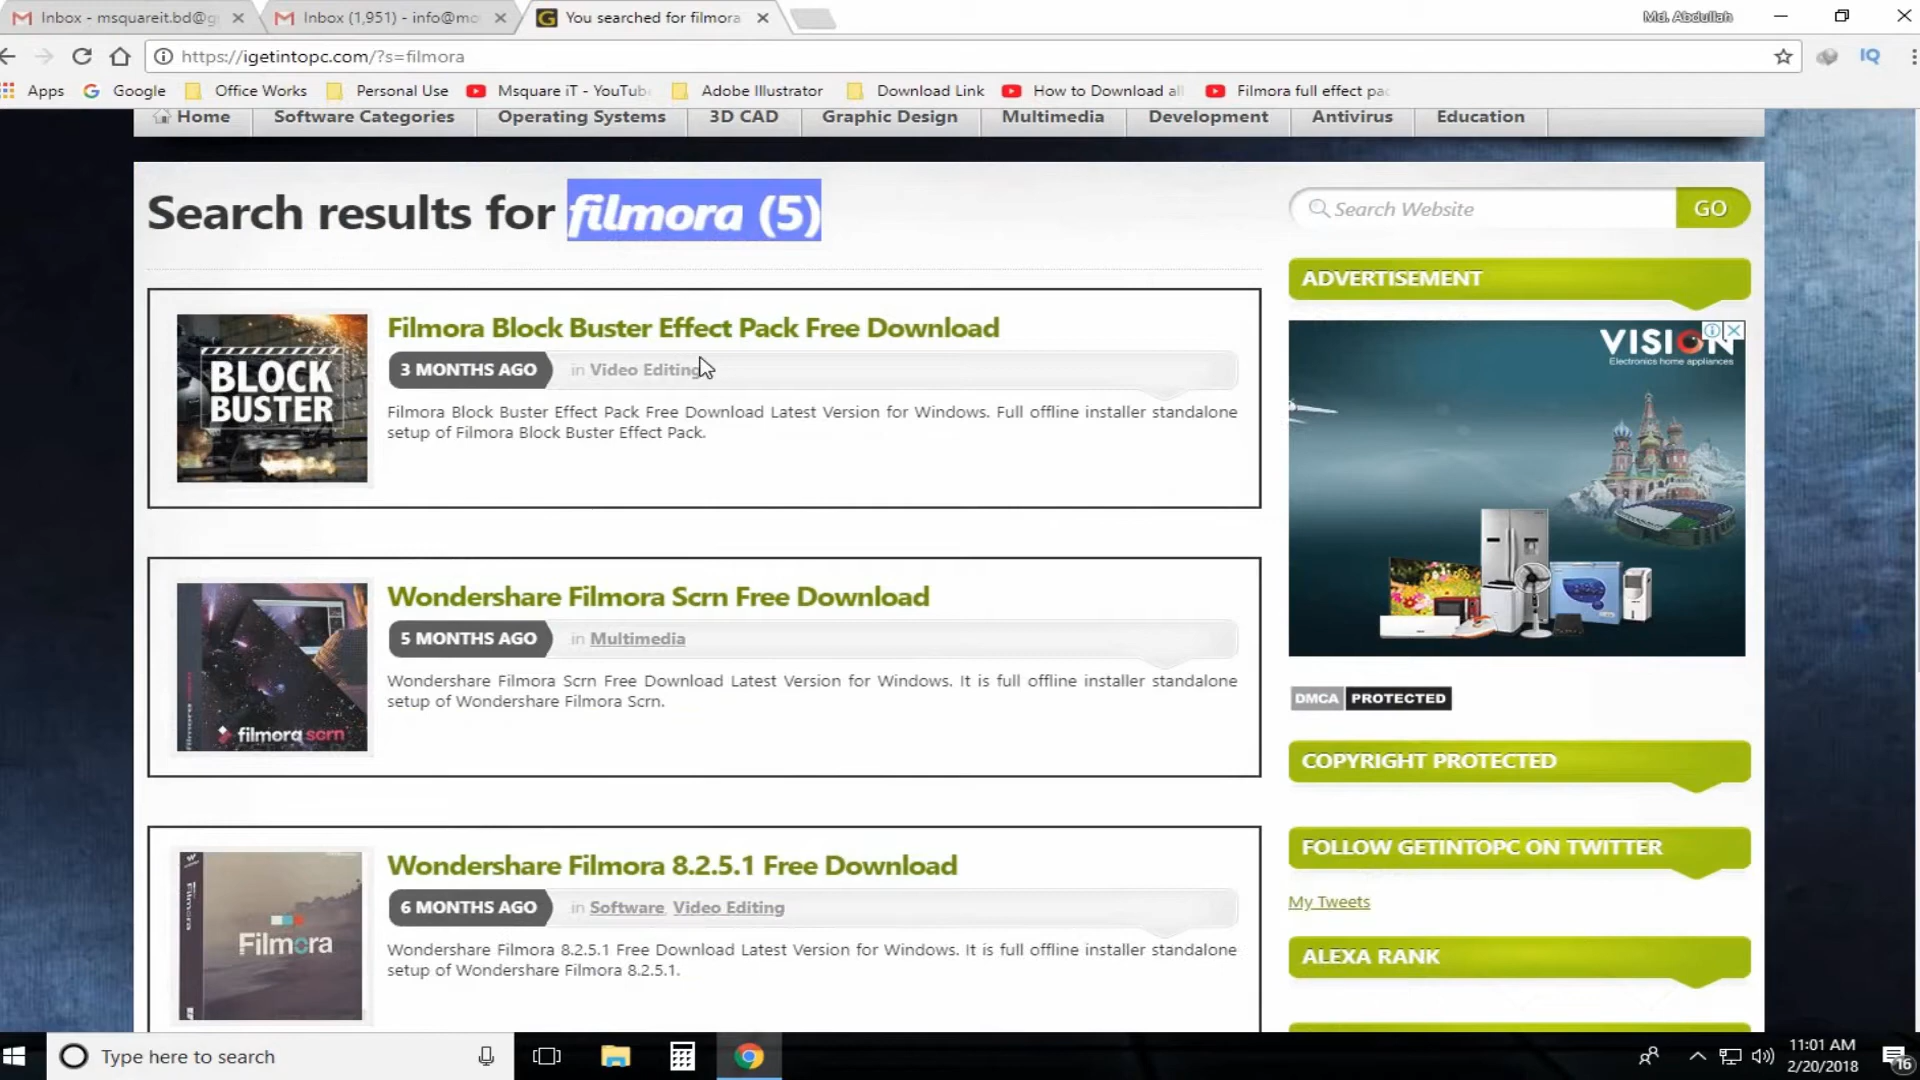 Inbox - msquareit.bd@g
Inbox (1,951) - info@mo
You searched for filmora
Md. Abdullah
https://igetintopc.com/?s=filmora
IQ
Apps
Google
Office Works
Personal Use
Msquare iT - YouTub
Adobe Illustrator
Download Link
How to Download all
Filmora full effect pac
Home
Software Categories
Operating Systems
3D CAD
Graphic Design
Multimedia
Development
Antivirus
Education
Search results for filmora (5)
Search Website
GO
ADVERTISEMENT
VISION
Electronics home appliances
BLOCK
BUSTER
Filmora Block Buster Effect Pack Free Download
3 MONTHS AGO
in Video Editing
Filmora Block Buster Effect Pack Free Download Latest Version for Windows. Full offline installer standalone
setup of Filmora Block Buster Effect Pack.
filmora scrn
Wondershare Filmora Scrn Free Download
5 MONTHS AGO
in Multimedia
Wondershare Filmora Scrn Free Download Latest Version for Windows. It is full offline installer standalone
setup of Wondershare Filmora Scrn.
DMCA PROTECTED
COPYRIGHT PROTECTED
FOLLOW GETINTOPC ON TWITTER
My Tweets
ALEXA RANK
Filmora
Filmora
Wondershare Filmora 8.2.5.1 Free Download
6 MONTHS AGO
in Software, Video Editing
Wondershare Filmora 8.2.5.1 Free Download Latest Version for Windows. It is full offline installer standalone
setup of Wondershare Filmora 8.2.5.1.
Type here to search
11:01 AM
2/20/2018
16